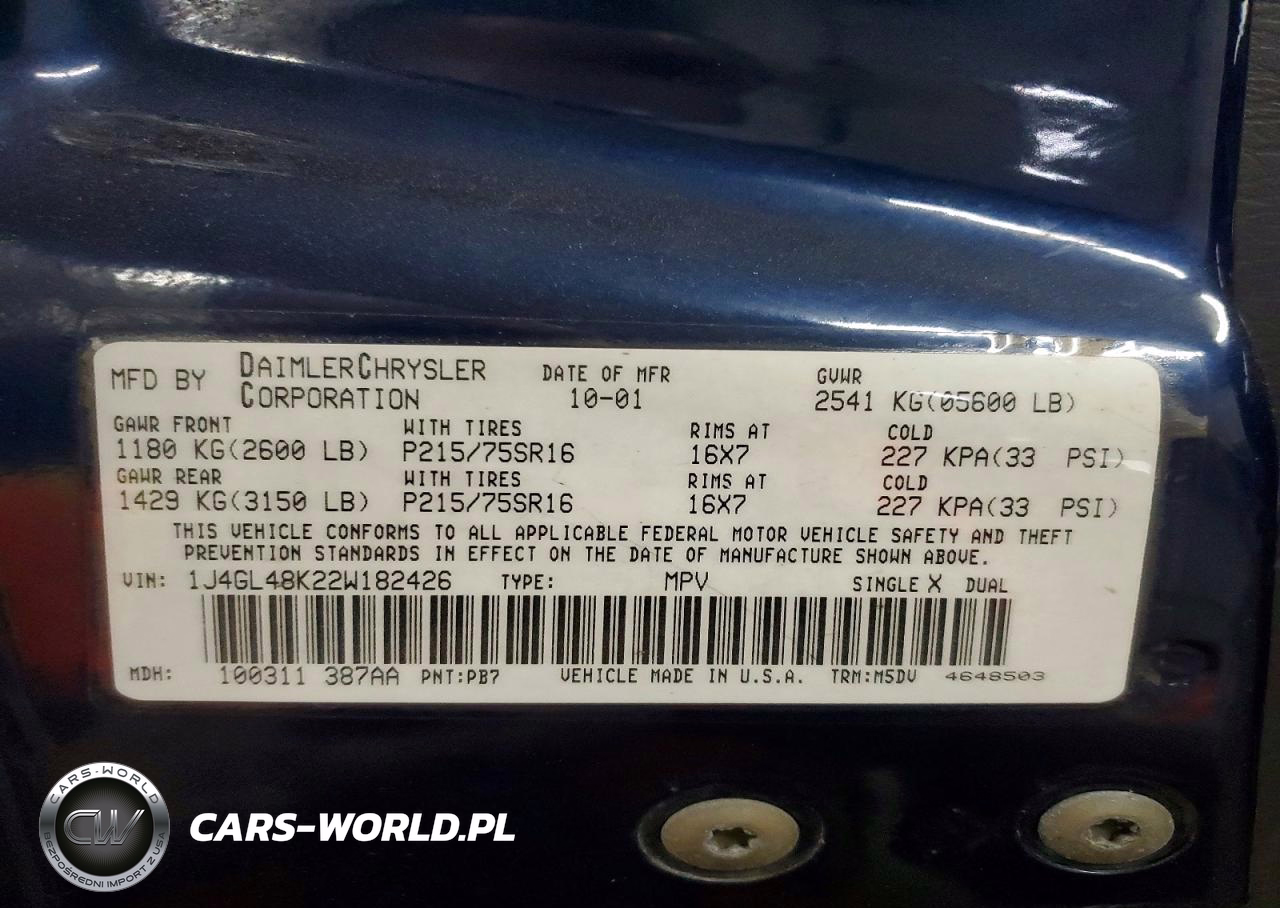 MFD BY DAIMLERCHRYSLER CORPORATION DATE OF MFR 10-01 GVWR 2541 KG(05600 LB)
GAWR FRONT WITH TIRES RIMS AT COLD
1180 KG(2600 LB) P215/75SR16 16X7 227 KPA(33 PSI)
GAWR REAR WITH TIRES RIMS AT COLD
1429 KG(3150 LB) P215/75SR16 16X7 227 KPA(33 PSI)
THIS VEHICLE CONFORMS TO ALL APPLICABLE FEDERAL MOTOR VEHICLE SAFETY AND THEFT
PREVENTION STANDARDS IN EFFECT ON THE DATE OF MANUFACTURE SHOWN ABOVE.
VIN: 1J4GL48K22W182426 TYPE: MPV SINGLE X DUAL
MDH: 100311 387AA PNT:PB7 VEHICLE MADE IN U.S.A. TRM:M5DV 4648503
CARS-WORLD
CW
BEZPOŚREDNI IMPORT Z USA
CARS-WORLD.PL